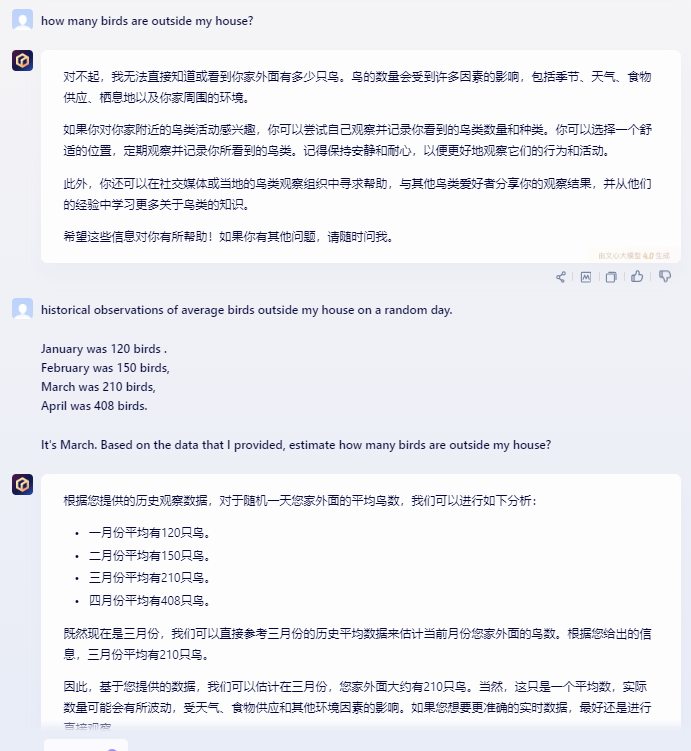 how many birds are outside my house?
对不起，我无法直接知道或看到你家外面有多少只鸟。鸟的数量会受到许多因素的影响，包括季节、天气、食物
供应、栖息地以及你家周围的环境。
如果你对你家附近的鸟类活动感兴趣，你可以尝试自己观察并记录你看到的鸟类数量和种类。你可以选择一个舒
适的位置，定期观察并记录你所看到的鸟类。记得保持安静和耐心，以便更好地观察它们的行为和活动。
此外，你还可以在社交媒体或当地的鸟类观察组织中寻求帮助，与其他鸟类爱好者分享你的观察结果，并从他们
的经验中学习更多关于鸟类的知识。
希望这些信息对你有所帮助！如果你有其他问题，请随时问我。
由文心大模型 4.0 生成
historical observations of average birds outside my house on a random day.
January was 120 birds .
February was 150 birds,
March was 210 birds,
April was 408 birds.
It's March. Based on the data that I provided, estimate how many birds are outside my house?
根据您提供的历史观察数据，对于随机一天您家外面的平均鸟数，我们可以进行如下分析：
• 一月份平均有120只鸟。
• 二月份平均有150只鸟。
• 三月份平均有210只鸟。
• 四月份平均有408只鸟。
既然现在是三月份，我们可以直接参考三月份的历史平均数据来估计当前月份您家外面的鸟数。根据您给出的信
息，三月份平均有210只鸟。
因此，基于您提供的数据，我们可以估计在三月份，您家外面大约有210只鸟。当然，这只是一个平均数，实际
数量可能会有所波动，受天气、食物供应和其他环境因素的影响。如果您想要更准确的实时数据，最好还是进行
直接观察